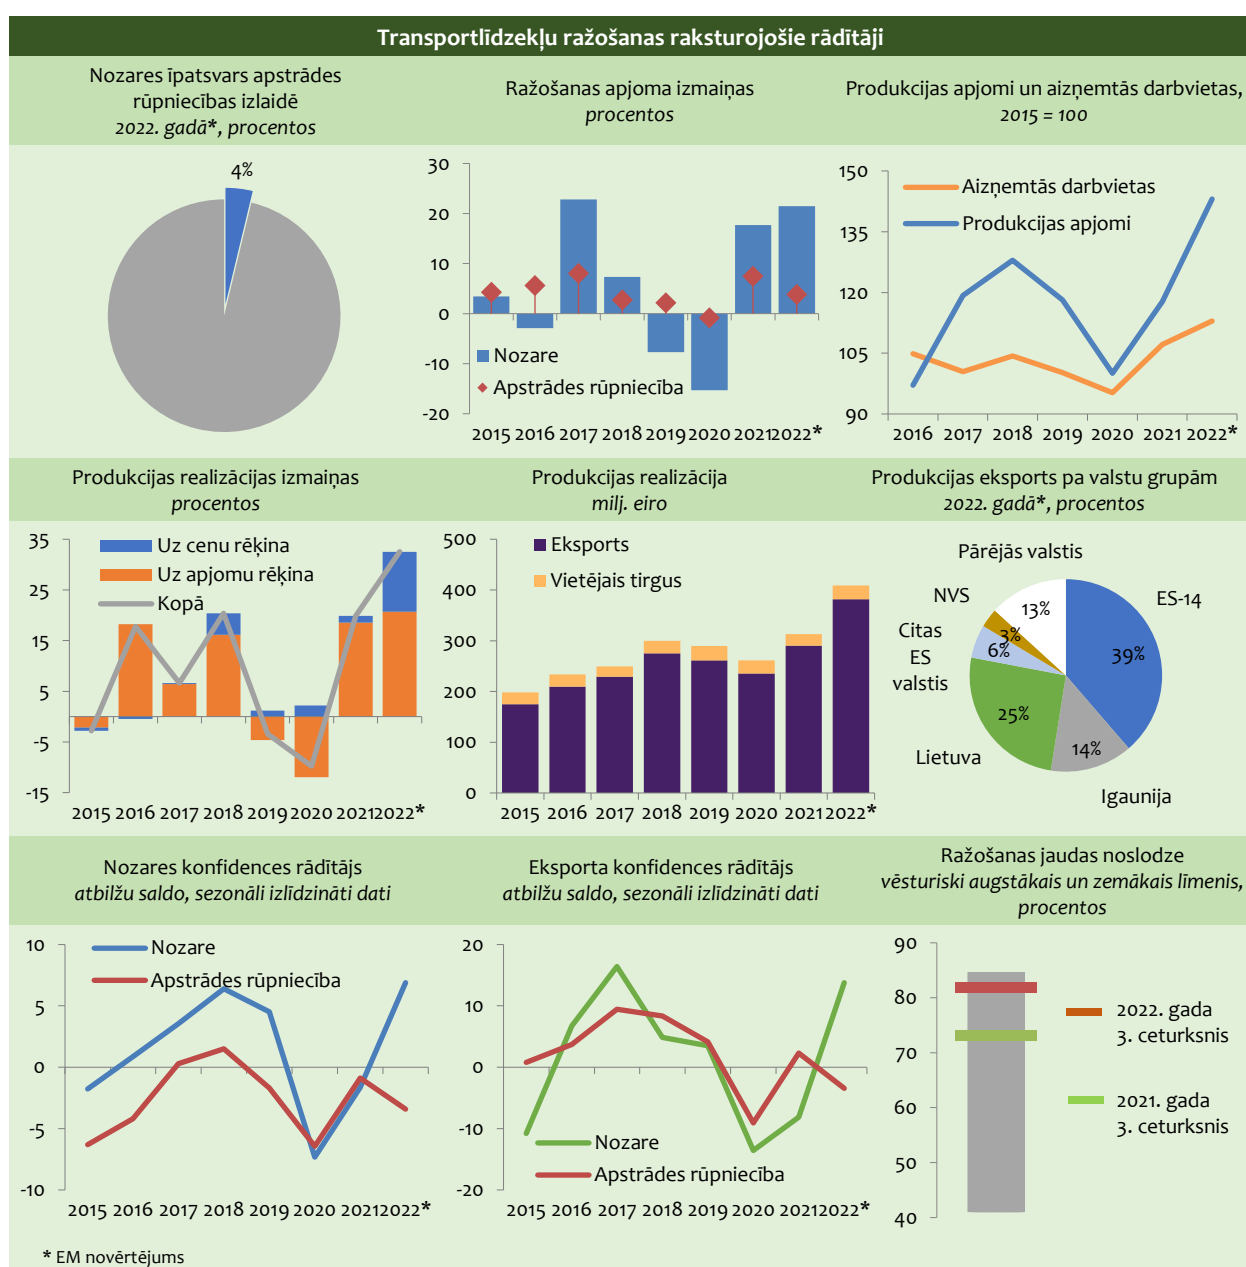 Transportlīdzekļu ražošanas raksturojošie rādītāji
Nozares īpatsvars apstrādes
rūpniecības izlaidē
2022. gadā*, procentos
4%
Ražošanas apjoma izmaiņas
procentos
30
20
10
0
-10
-20
Nozare
Apstrādes rūpniecība
2015 2016 2017 2018 2019 2020 2021 2022*
Produkcijas apjomi un aizņemtās darbvietas,
2015 = 100
150
135
120
105
90
Aizņemtās darbvietas
Produkcijas apjomi
2016 2017 2018 2019 2020 2021 2022*
Produkcijas realizācijas izmaiņas
procentos
35
25
15
5
-5
-15
Uz cenu rēķina
Uz apjomu rēķina
Kopā
2015 2016 2017 2018 2019 2020 2021 2022*
Produkcijas realizācija
milj. eiro
500
400
300
200
100
0
Eksports
Vietējais tirgus
2015 2016 2017 2018 2019 2020 2021 2022*
Produkcijas eksports pa valstu grupām
2022. gadā*, procentos
Pārējās valstis
13%
NVS
3%
Citas
ES
valstis
6%
ES-14
39%
25%
Lietuva
14%
Igaunija
Nozares konfidences rādītājs
atbilžu saldo, sezonāli izlīdzināti dati
10
5
0
-5
-10
Nozare
Apstrādes rūpniecība
2015 2016 2017 2018 2019 2020 2021 2022*
Eksporta konfidences rādītājs
atbilžu saldo, sezonāli izlīdzināti dati
20
10
0
-10
-20
Nozare
Apstrādes rūpniecība
2015 2016 2017 2018 2019 2020 2021 2022*
Ražošanas jaudas noslodze
vēsturiski augstākais un zemākais līmenis,
procentos
90
80
70
60
50
40
2022. gada
3. ceturksnis
2021. gada
3. ceturksnis
* EM novērtējums